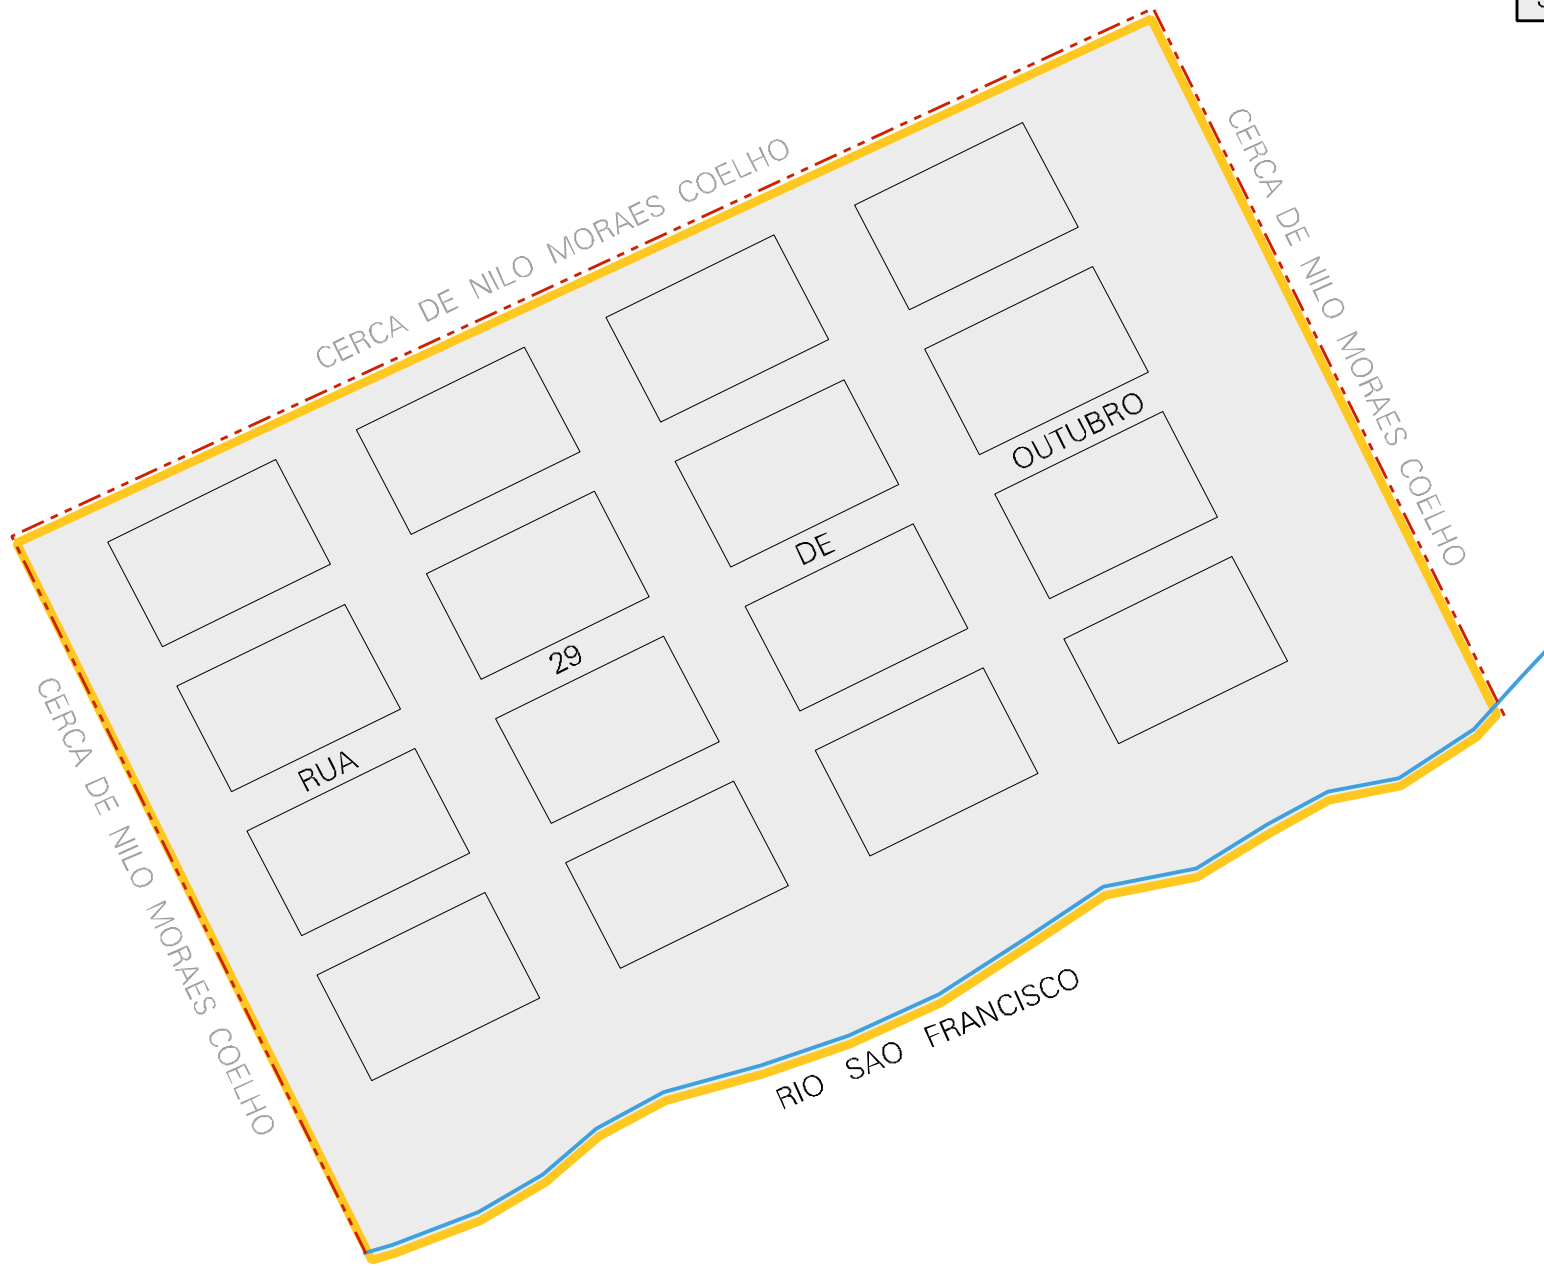 CERCA DE NILO MORAES COELHO
CERCA DE NILO MORAES COELHO
OUTUBRO
DE
29
RUA
CERCA DE NILO MORAES COELHO
RIO SAO FRANCISCO